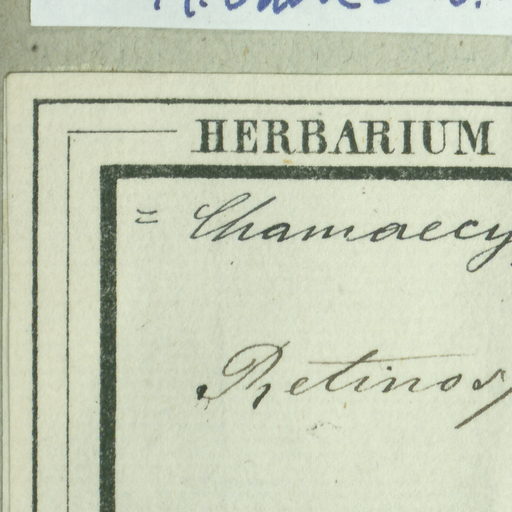 HERBARIUM
= Chamaecy
Retinos